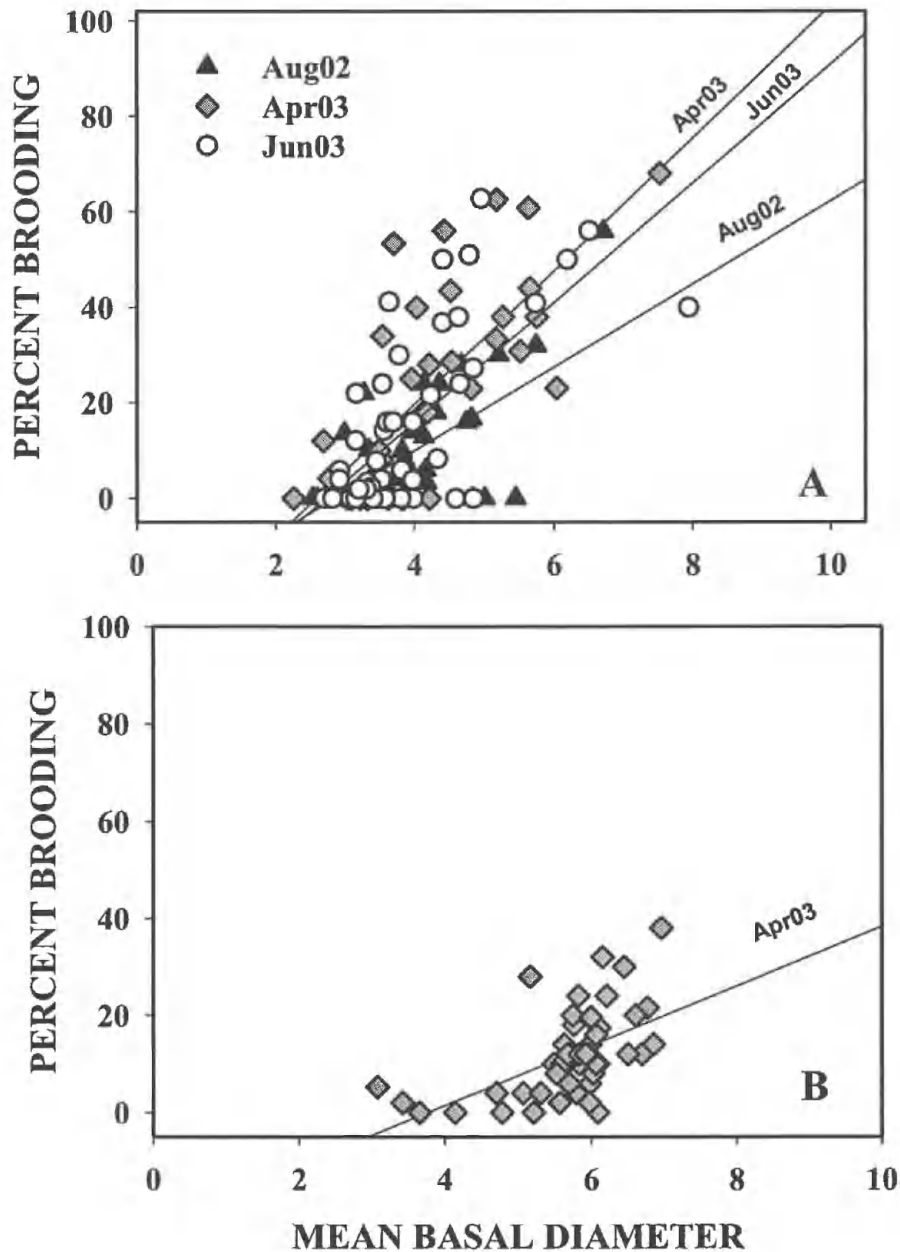 100
80
60
40
20
0
PERCENT BROODING
Aug02
Apr03
Jun03
Apr03
Jun03
Aug02
A
0 2 4 6 8 10
100
80
60
40
20
0
PERCENT BROODING
Apr03
B
0 2 4 6 8 10
MEAN BASAL DIAMETER